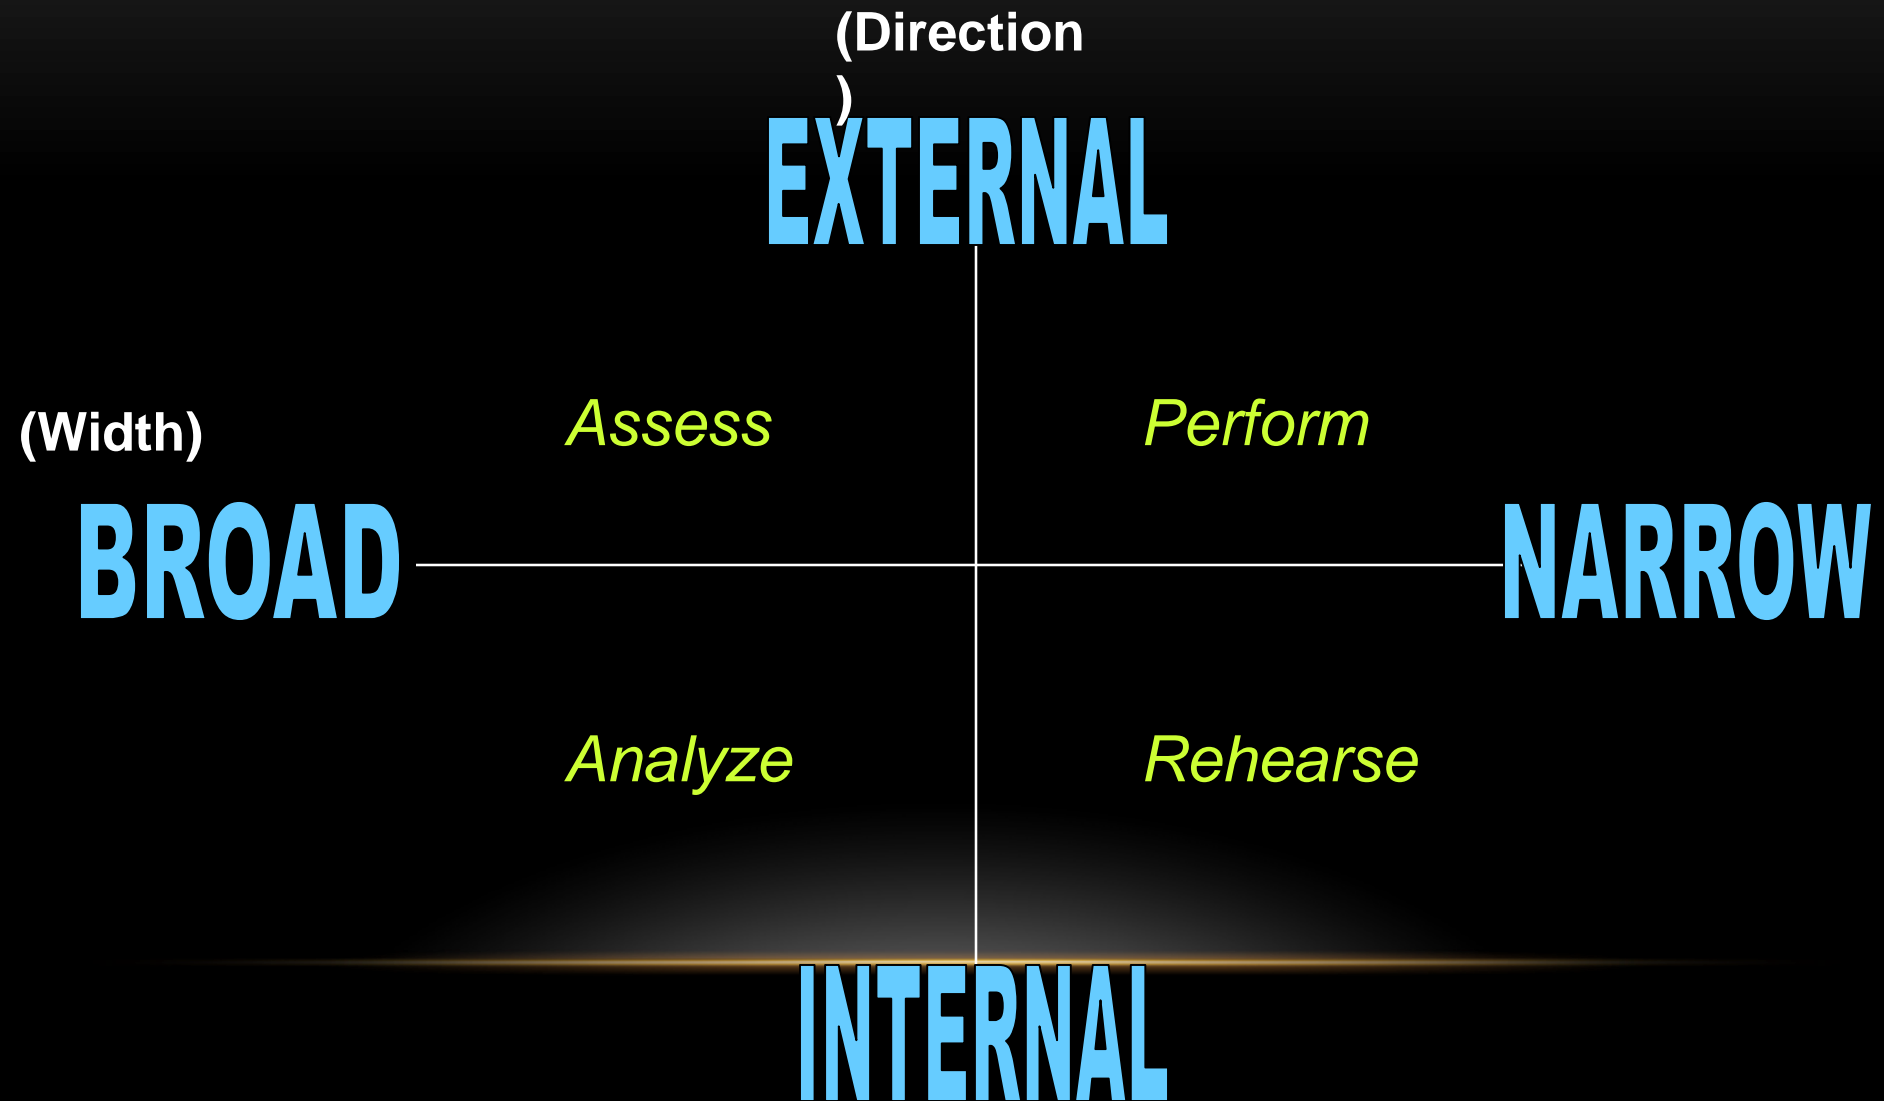 (Direction
)
EXTERNAL
Assess
Perform
(Width)
BROAD
NARROW
Analyze
Rehearse
INTERNAL